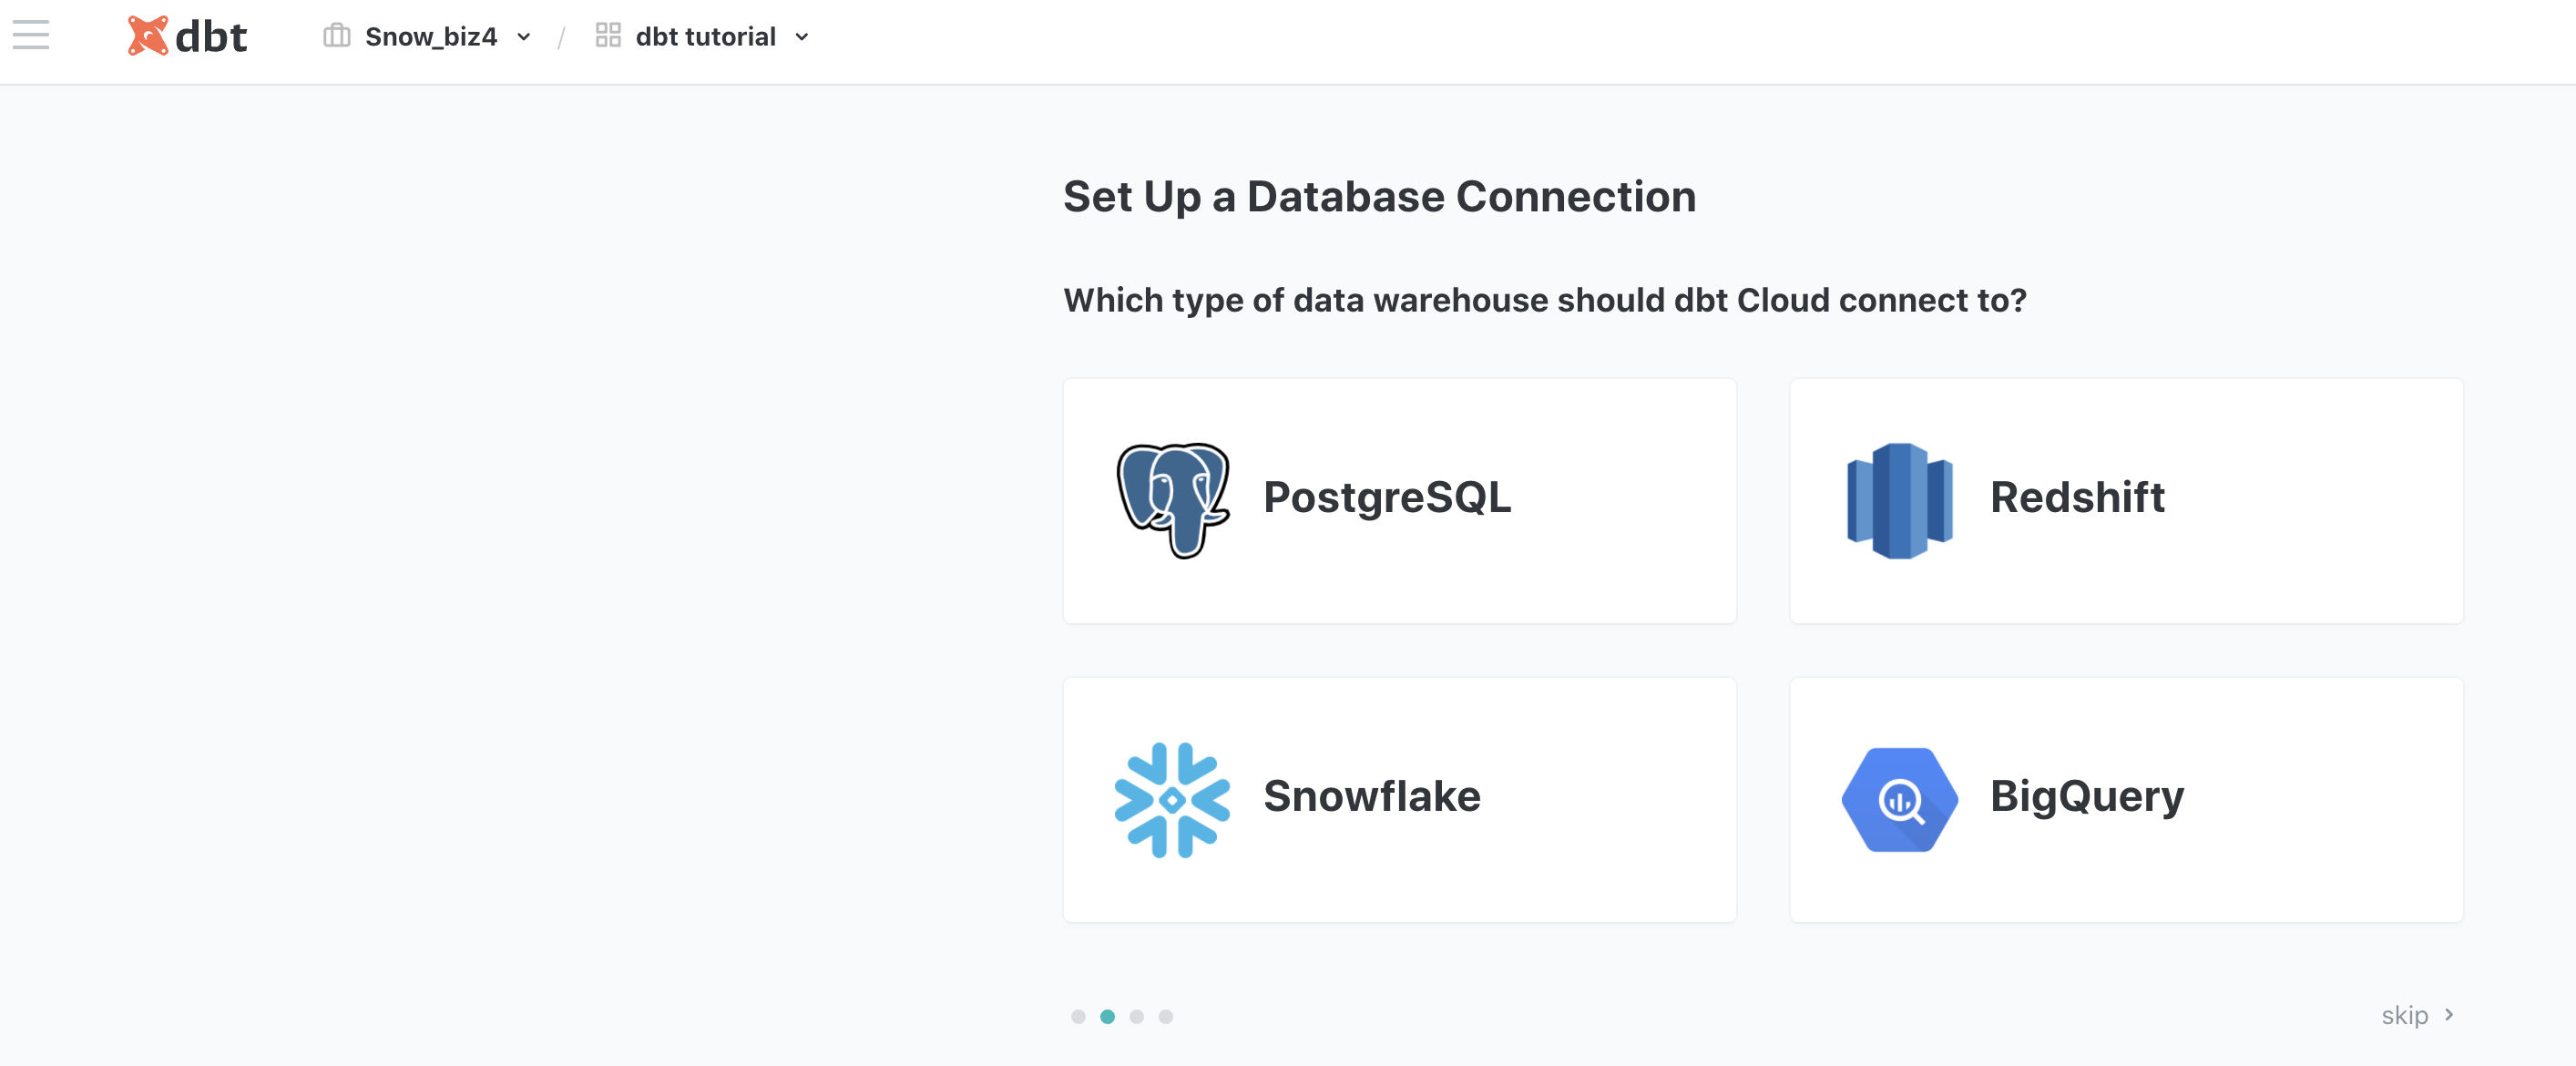 dbt Snow_biz4 / dbt tutorial
Set Up a Database Connection
Which type of data warehouse should dbt Cloud connect to?
PostgreSQL
Redshift
Snowflake
BigQuery
skip